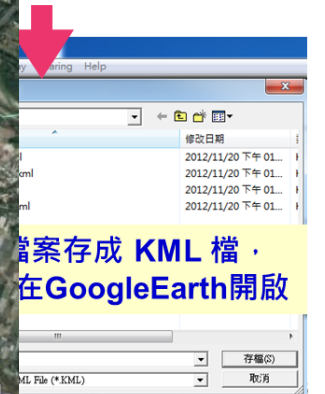 ring Help
修改日期
2012/11/20 下午 01...
kml 2012/11/20 下午 01...
2012/11/20 下午 01...
ml 2012/11/20 下午 01...
檔案存成 KML 檔，
在GoogleEarth開啟
存檔(S)
ML File (*.KML) 取消